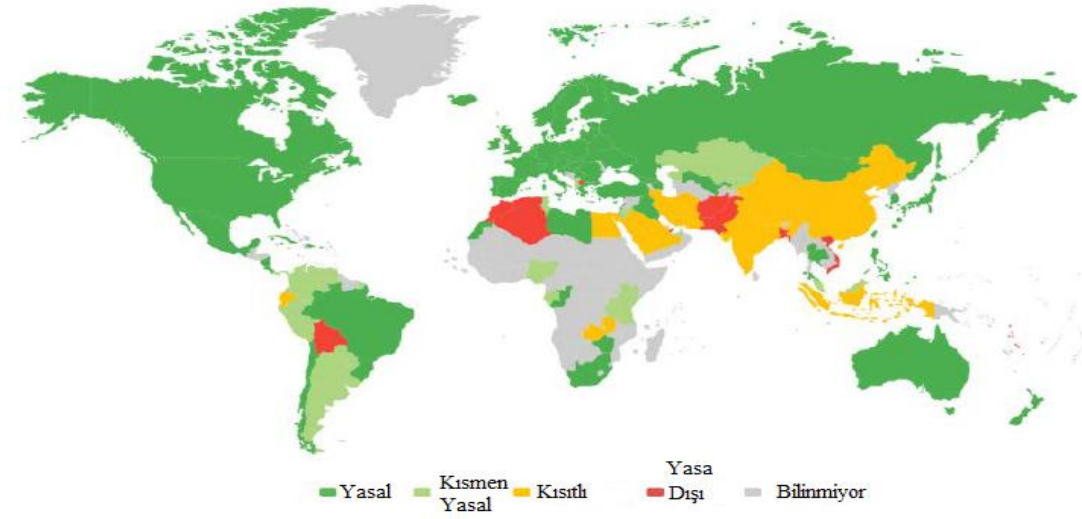 Yasal
Kısmen
Yasal
Kısıtlı
Yasa
Dışı
Bilinmiyor